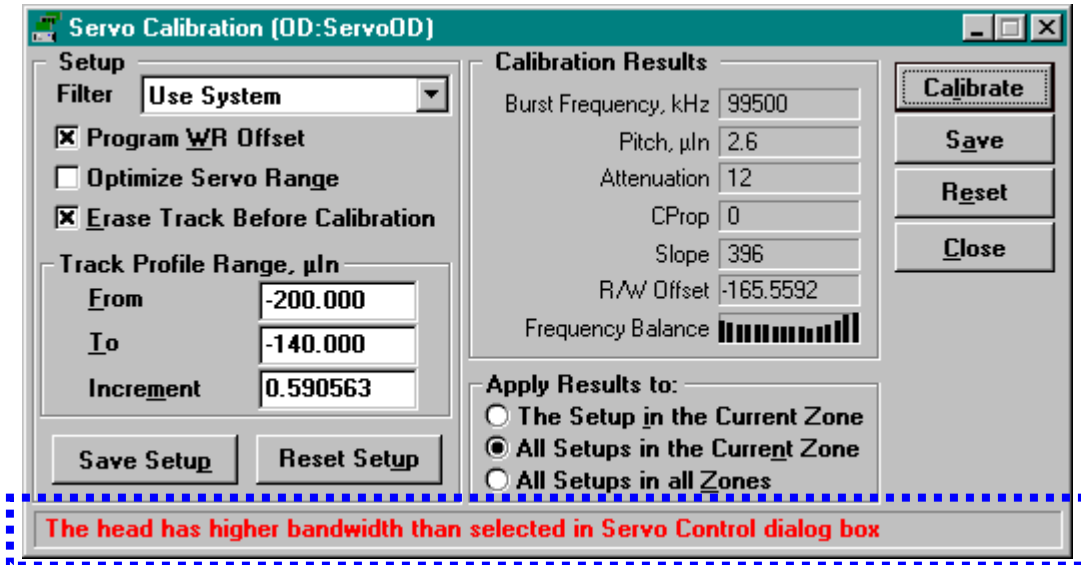 Servo Calibration (OD:ServoOD)
Setup
Filter Use System
Program WR Offset
Optimize Servo Range
Erase Track Before Calibration
Track Profile Range, µIn
From -200.000
To -140.000
Increment 0.590563
Save Setup Reset Setup
Calibration Results
Burst Frequency, kHz 99500
Pitch, µIn 2.6
Attenuation 12
CProp 0
Slope 396
R/W Offset -165.5592
Frequency Balance
Apply Results to:
The Setup in the Current Zone
All Setups in the Current Zone
All Setups in all Zones
Calibrate
Save
Reset
Close
The head has higher bandwidth than selected in Servo Control dialog box